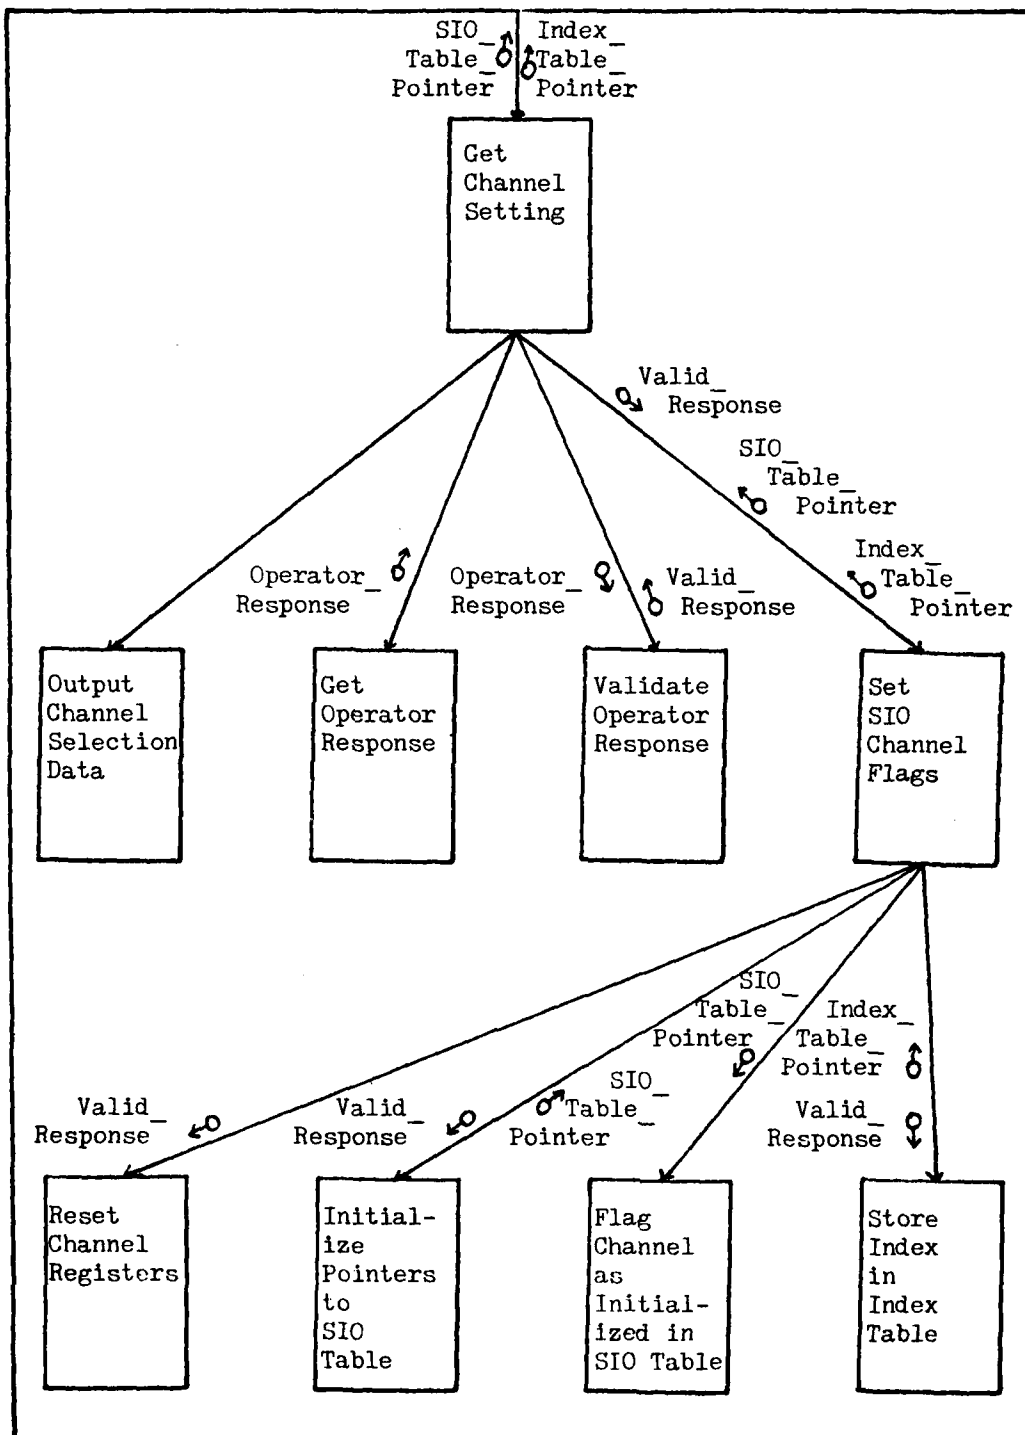 SIO_
Table_
Pointer
Index_
Table_
Pointer
Get
Channel
Setting
Valid_
Response
SIO_
Table_
Pointer
Index_
Table_
Pointer
Operator_
Response
Operator_
Response
Valid_
Response
Output
Channel
Selection
Data
Get
Operator
Response
Validate
Operator
Response
Set
SIO
Channel
Flags
SIO_
Table_
Pointer
Index_
Table_
Pointer
Valid_
Response
Valid_
Response
SIO_
Table_
Pointer
Valid_
Response
Reset
Channel
Registers
Initial-
ize
Pointers
to
SIO
Table
Flag
Channel
as
Initial-
ized in
SIO Table
Store
Index
in
Index
Table